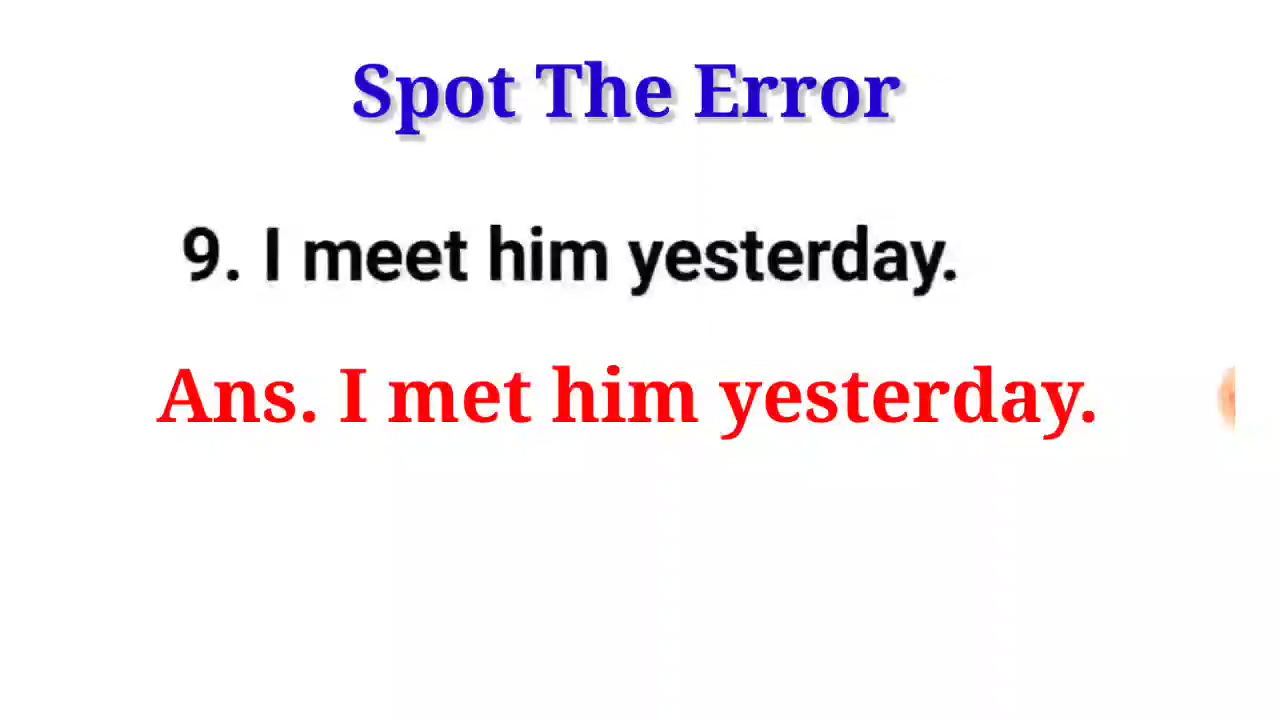 Spot The Error
9. I meet him yesterday.
Ans. I met him yesterday.